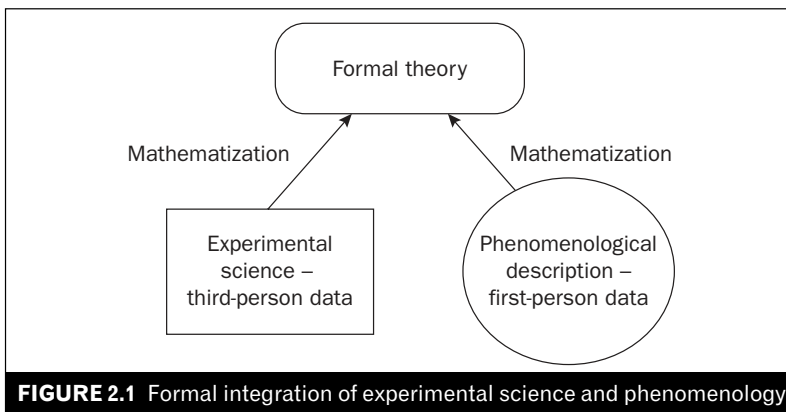 Formal theory
Mathematization
Mathematization
Experimental
science –
third-person data
Phenomenological
description –
first-person data
FIGURE 2.1 Formal integration of experimental science and phenomenology